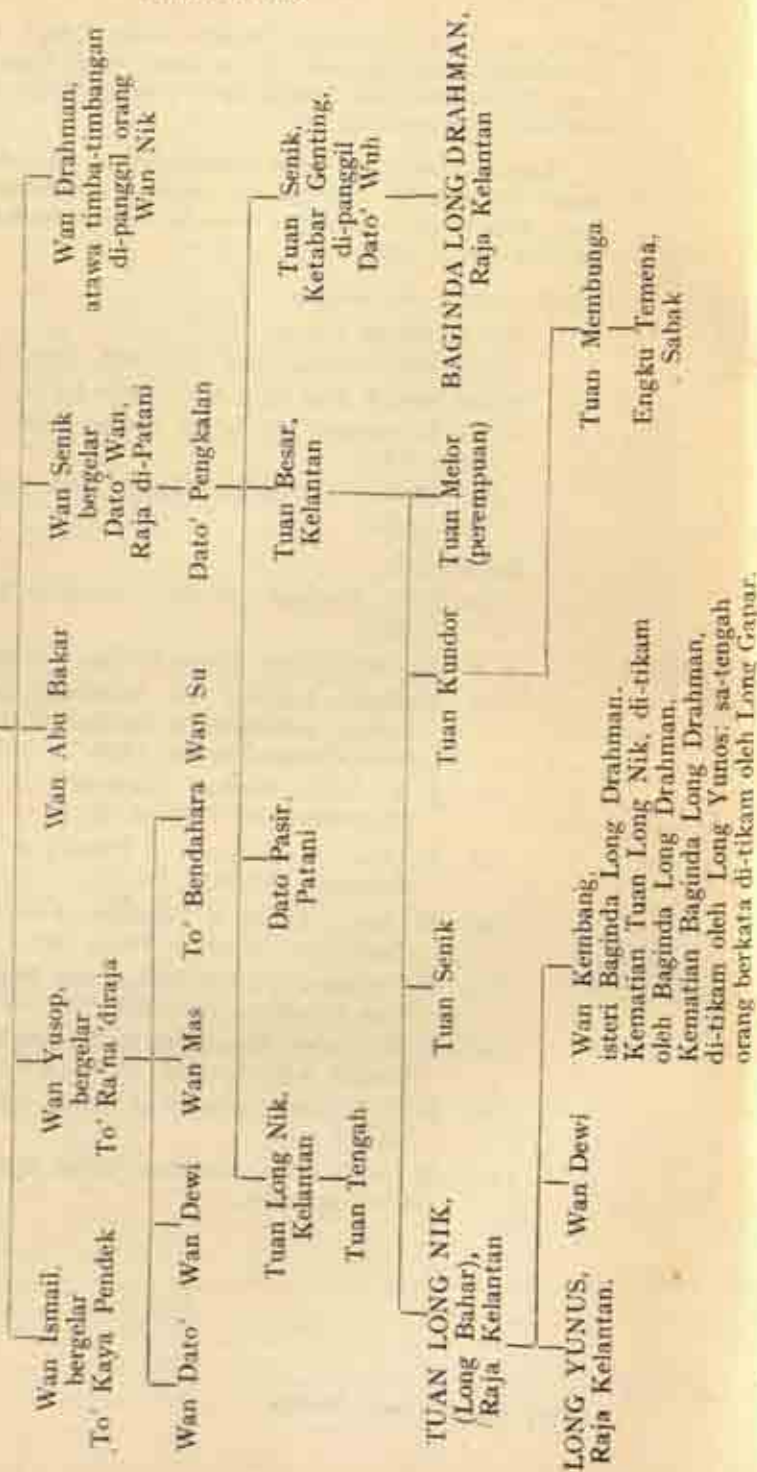 Wan Ismail,
bergelar
To' Kaya Pendek
Wan Yusop,
bergelar
To' Ra'na 'diraja
Wan Abu Bakar
Wan Senik
bergelar
Dato' Wan,
Raja di-Patani
Wan Drahman,
atawa timba-timbangan
di-panggil orang
Wan Nik
Wan Dato'
Wan Dewi
Wan Mas
To' Bendahara Wan Su
Dato' Pengkalan
Tuan Long Nik,
Kelantan
Dato Pasir,
Patani
Tuan Besar,
Kelantan
Tuan Senik,
Ketabar Genting,
di-panggil
Dato' Wuh
Tuan Tengah
TUAN LONG NIK,
(Long Bahar),
Raja Kelantan
Tuan Senik
Tuan Kundor
Tuan Melor
(perempuan)
BAGINDA LONG DRAHMAN,
Raja Kelantan
LONG YUNUS,
Raja Kelantan.
Wan Dewi
Wan Kembang,
isteri Baginda Long Drahman.
Kematian Tuan Long Nik, di-tikam
oleh Baginda Long Drahman,
Kematian Baginda Long Drahman,
di-tikam oleh Long Yunos; sa-tengah
orang berkata di-tikam oleh Long Gapar.
Tuan Membunga
Engku Temena,
Sabak